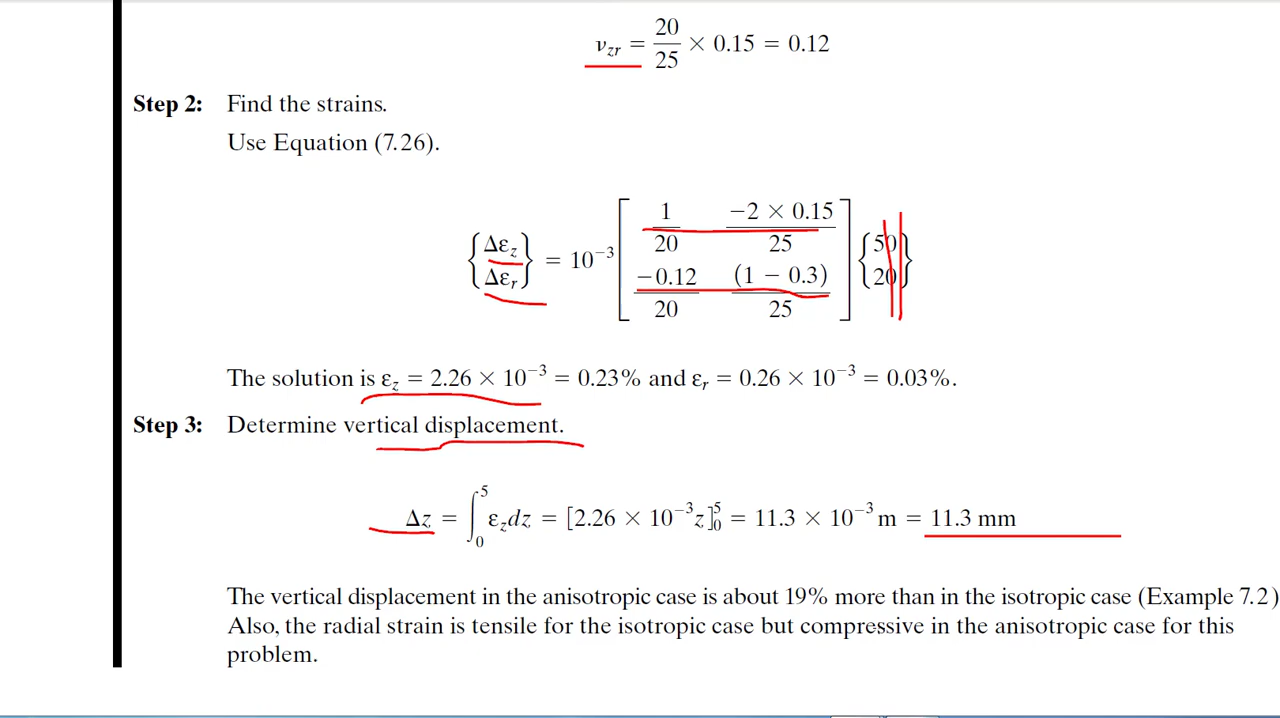 ν_zr = 20/25 × 0.15 = 0.12
Step 2: Find the strains.
Use Equation (7.26).
{Δε_z; Δε_r} = 10⁻³ [1/20, −2 × 0.15/25; −0.12/20, (1 − 0.3)/25] {50; 20}
The solution is ε_z = 2.26 × 10⁻³ = 0.23% and ε_r = 0.26 × 10⁻³ = 0.03%.
Step 3: Determine vertical displacement.
Δz = ∫₀⁵ ε_z dz = [2.26 × 10⁻³z]₀⁵ = 11.3 × 10⁻³ m = 11.3 mm
The vertical displacement in the anisotropic case is about 19% more than in the isotropic case (Example 7.2)
Also, the radial strain is tensile for the isotropic case but compressive in the anisotropic case for this
problem.